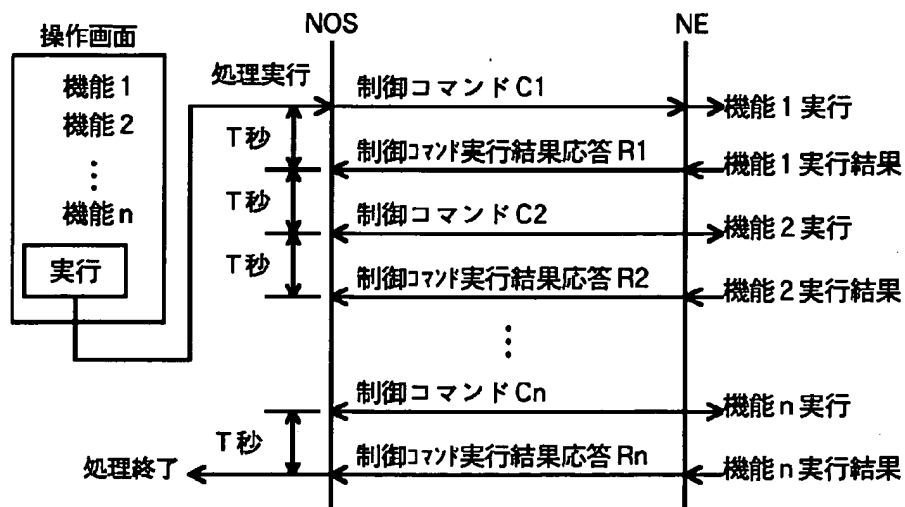 操作画面
機能1
機能2
⋮
機能n
実行
処理実行
NOS
NE
制御コマンドC1
機能1実行
T秒
制御コマンド実行結果応答R1
機能1実行結果
T秒
制御コマンドC2
機能2実行
T秒
制御コマンド実行結果応答R2
機能2実行結果
⋮
制御コマンドCn
機能n実行
T秒
制御コマンド実行結果応答Rn
機能n実行結果
処理終了